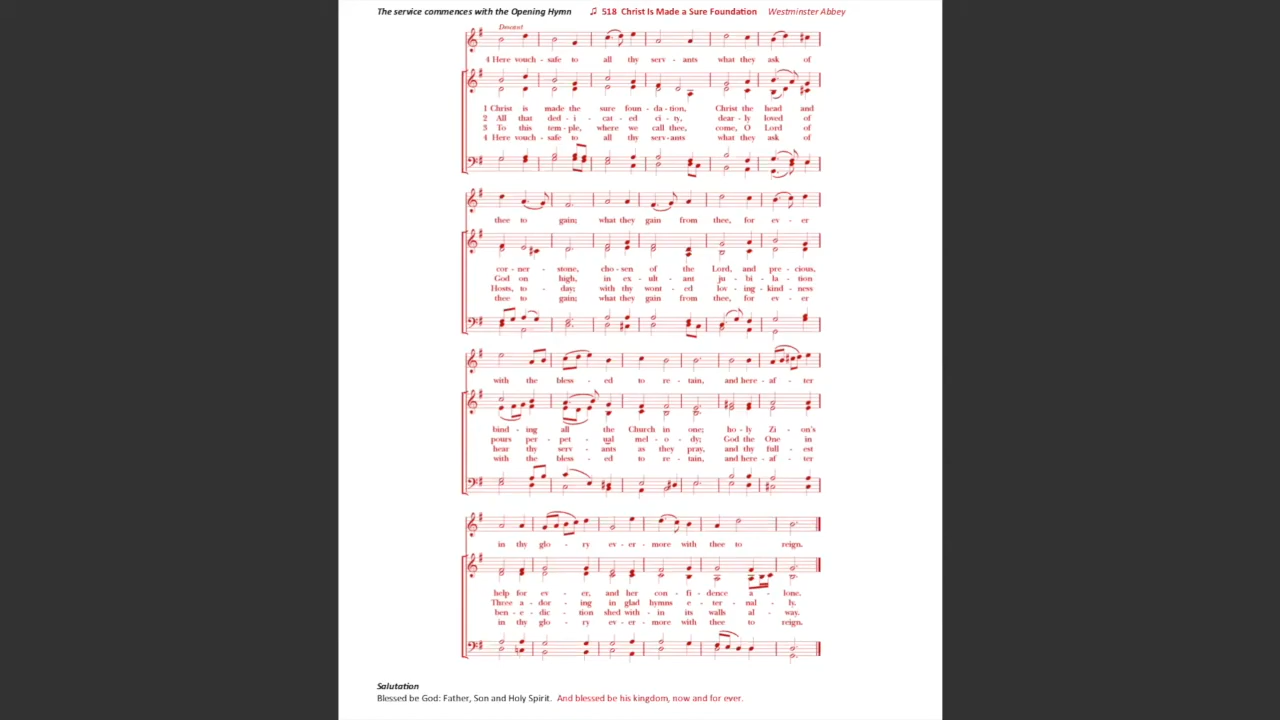 The service commences with the Opening Hymn ♫ 518 Christ Is Made a Sure Foundation Westminster Abbey
Descant
4 Here vouch - safe to all thy serv - ants what they ask of
1 Christ is made the sure foun - da - tion, Christ the head and
2 All that ded - i - cat - ed ci - ty, dear - ly loved of
3 To this tem - ple, where we call thee, come, O Lord of
4 Here vouch - safe to all thy serv - ants what they ask of
thee to gain; what they gain from thee, for ev - er
cor - ner - stone, cho - sen of the Lord, and pre - cious,
God on high, in ex - ult - ant ju - bi - la - tion
Hosts, to - day; with thy wont - ed lov - ing - kind - ness
thee to gain; what they gain from thee, for ev - er
with the bless - ed to re - tain, and here - af - ter
bind - ing all the Church in one; ho - ly Zi - on's
pours per - pet - ual mel - o - dy; God the One in
hear thy serv - ants as they pray, and thy full - est
with the bless - ed to re - tain, and here - af - ter
in thy glo - ry ev - er - more with thee to reign.
help for ev - er, and her con - fi - dence a - lone.
Three a - dor - ing in glad hymns e - ter - nal - ly.
ben - e - dic - tion shed with - in its walls al - way.
in thy glo - ry ev - er - more with thee to reign.
Salutation
Blessed be God: Father, Son and Holy Spirit. And blessed be his kingdom, now and for ever.